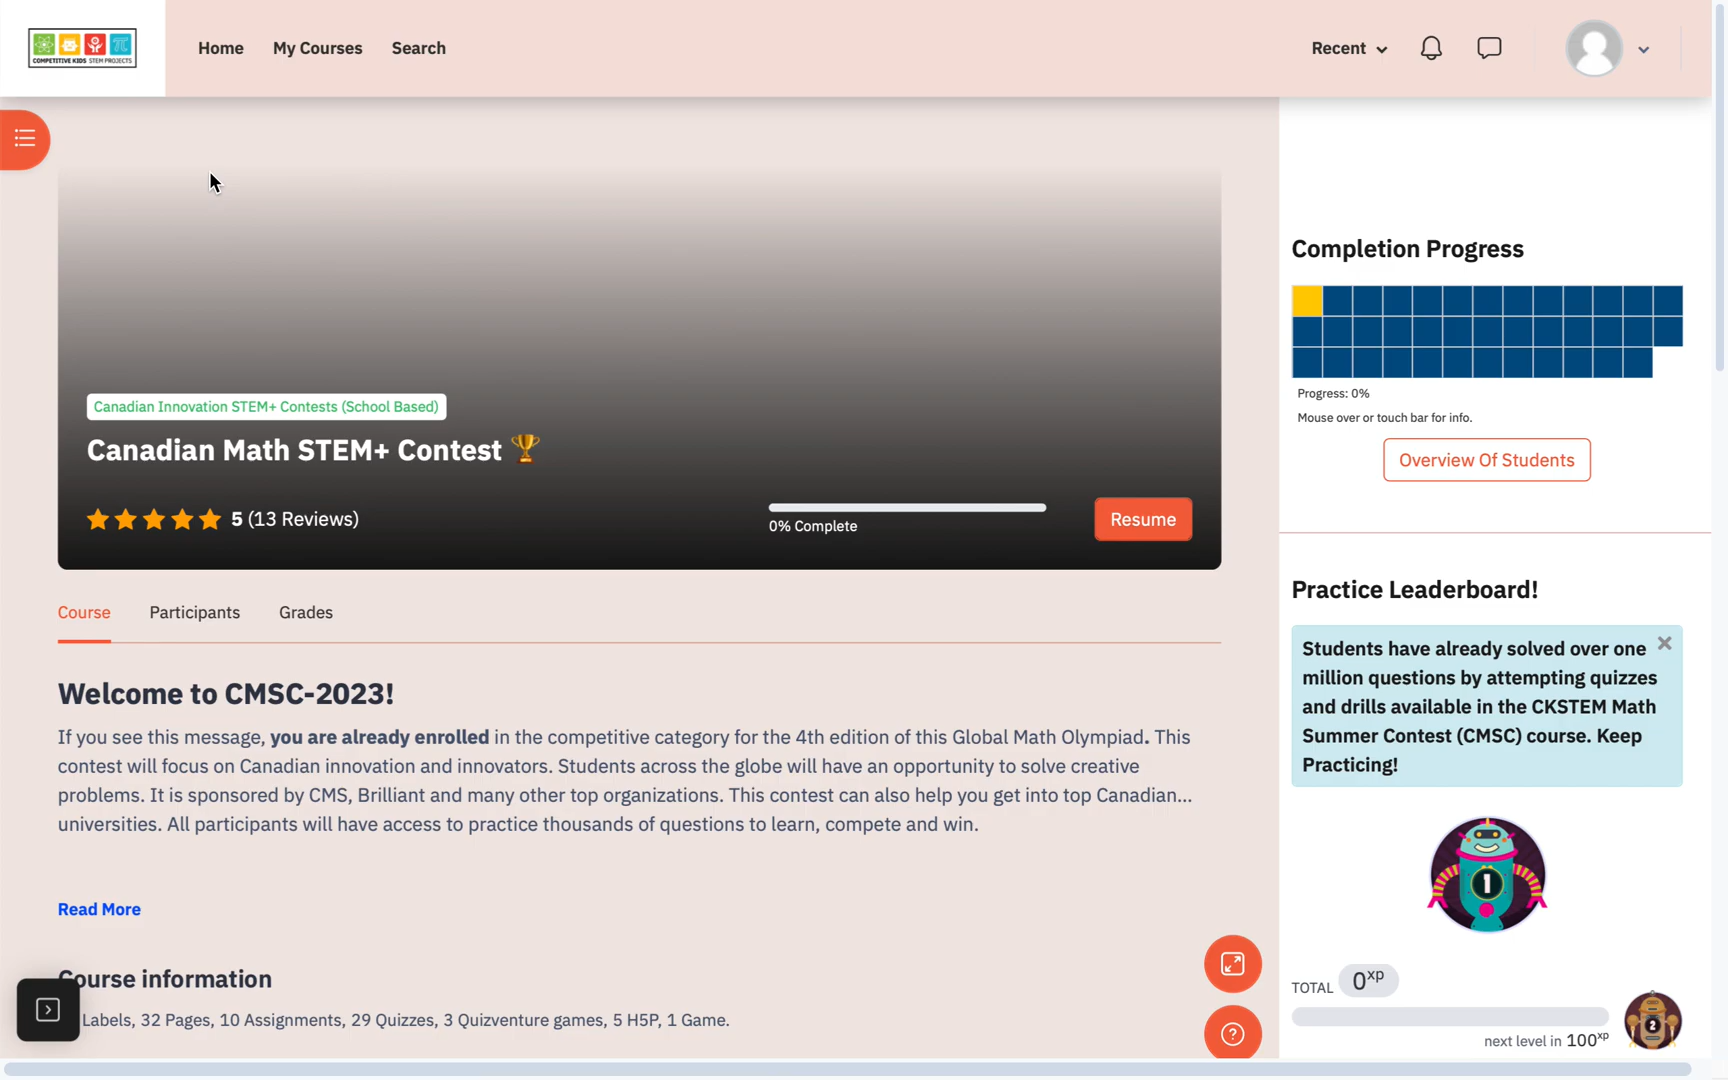 COMPETITIVE KIDS STEM PROJECTS
Home My Courses Search Recent
Canadian Innovation STEM+ Contests (School Based)
Canadian Math STEM+ Contest 🏆
5 (13 Reviews)
0% Complete
Resume
Course Participants Grades
Welcome to CMSC-2023!
If you see this message, you are already enrolled in the competitive category for the 4th edition of this Global Math Olympiad. This
contest will focus on Canadian innovation and innovators. Students across the globe will have an opportunity to solve creative
problems. It is sponsored by CMS, Brilliant and many other top organizations. This contest can also help you get into top Canadian...
universities. All participants will have access to practice thousands of questions to learn, compete and win.
Read More
Course information
Labels, 32 Pages, 10 Assignments, 29 Quizzes, 3 Quizventure games, 5 H5P, 1 Game.
Completion Progress
Progress: 0%
Mouse over or touch bar for info.
Overview Of Students
Practice Leaderboard!
Students have already solved over one
million questions by attempting quizzes
and drills available in the CKSTEM Math
Summer Contest (CMSC) course. Keep
Practicing!
1
TOTAL 0xp
2
next level in 100xp